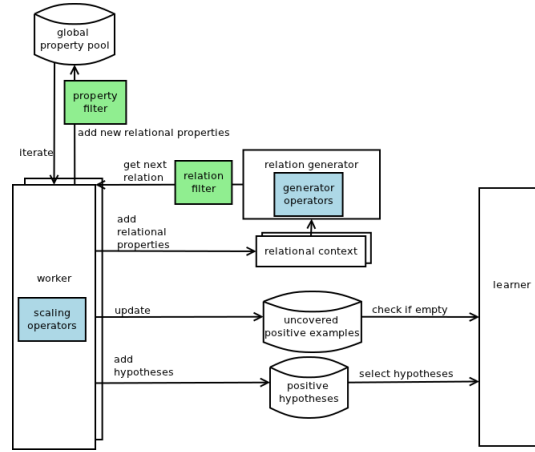 global
property pool
property
filter
add new relational properties
iterate
get next
relation
relation
filter
relation generator
generator
operators
add
relational
properties
relational context
worker
scaling
operators
learner
update
uncovered
positive examples
check if empty
add
hypotheses
positive
hypotheses
select hypotheses